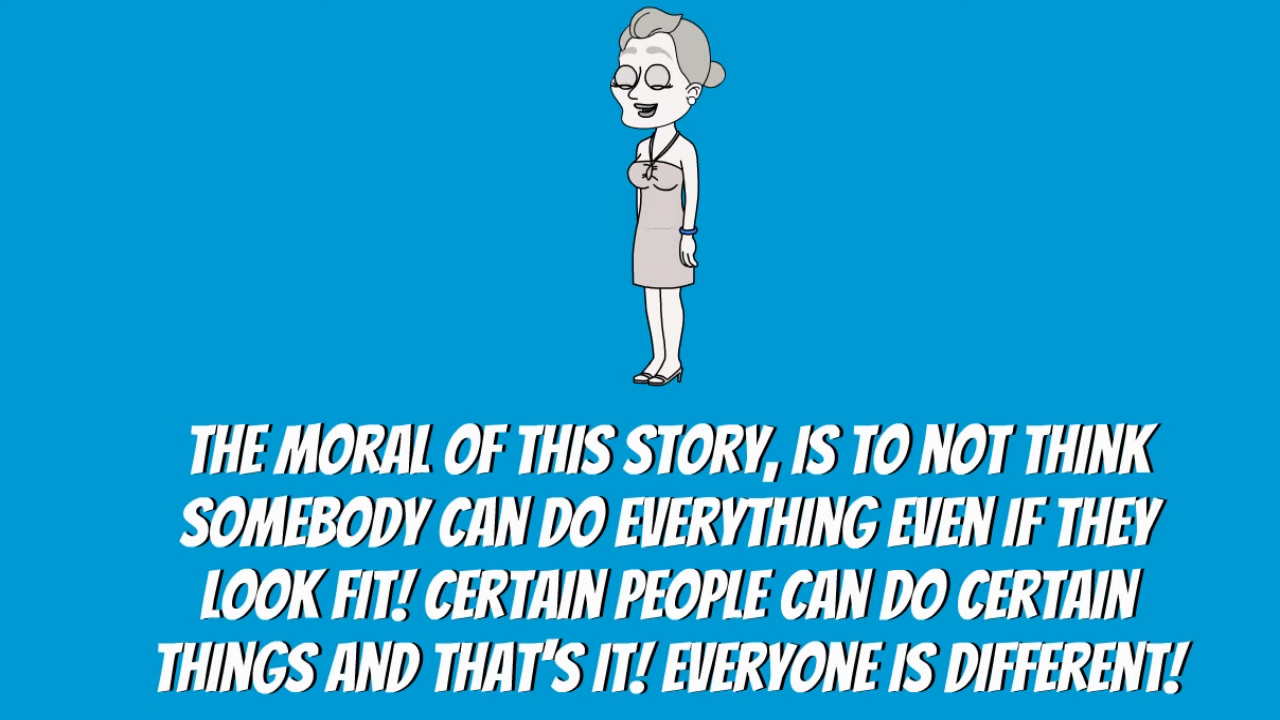 THE MORAL OF THIS STORY, IS TO NOT THINK
SOMEBODY CAN DO EVERYTHING EVEN IF THEY
LOOK FIT! CERTAIN PEOPLE CAN DO CERTAIN
THINGS AND THAT'S IT! EVERYONE IS DIFFERENT!